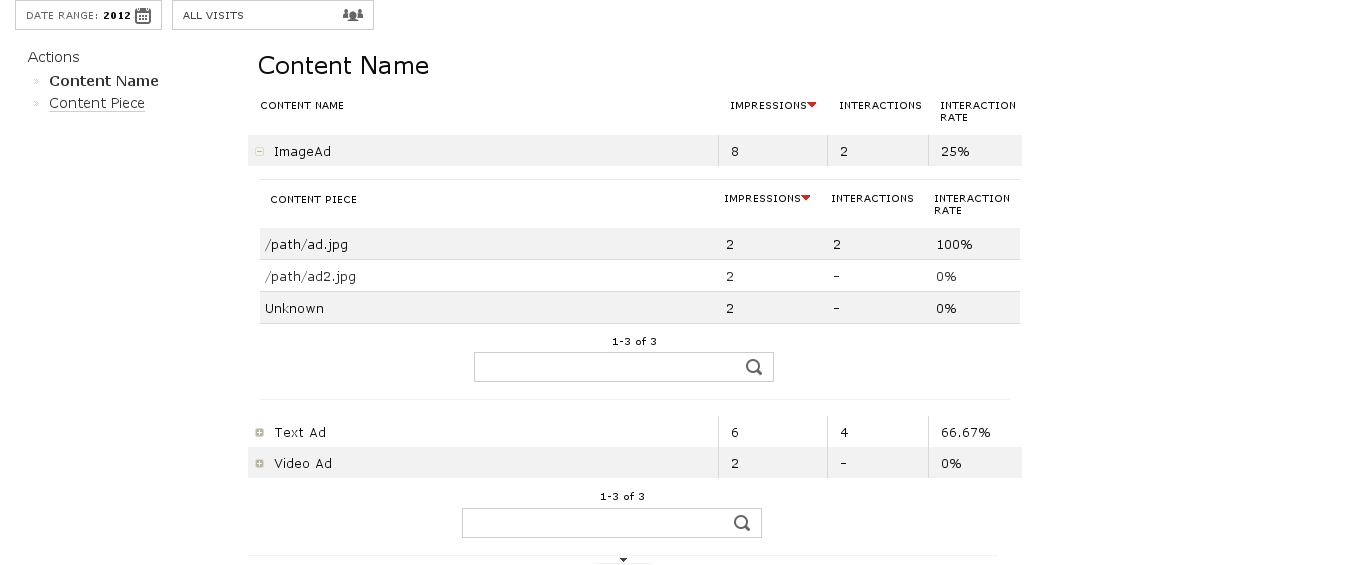 DATE RANGE: 2012
ALL VISITS
Actions
Content Name
Content Piece
Content Name
CONTENT NAME IMPRESSIONS INTERACTIONS INTERACTION RATE
ImageAd 8 2 25%
CONTENT PIECE IMPRESSIONS INTERACTIONS INTERACTION RATE
/path/ad.jpg 2 2 100%
/path/ad2.jpg 2 - 0%
Unknown 2 - 0%
1-3 of 3
Text Ad 6 4 66.67%
Video Ad 2 - 0%
1-3 of 3